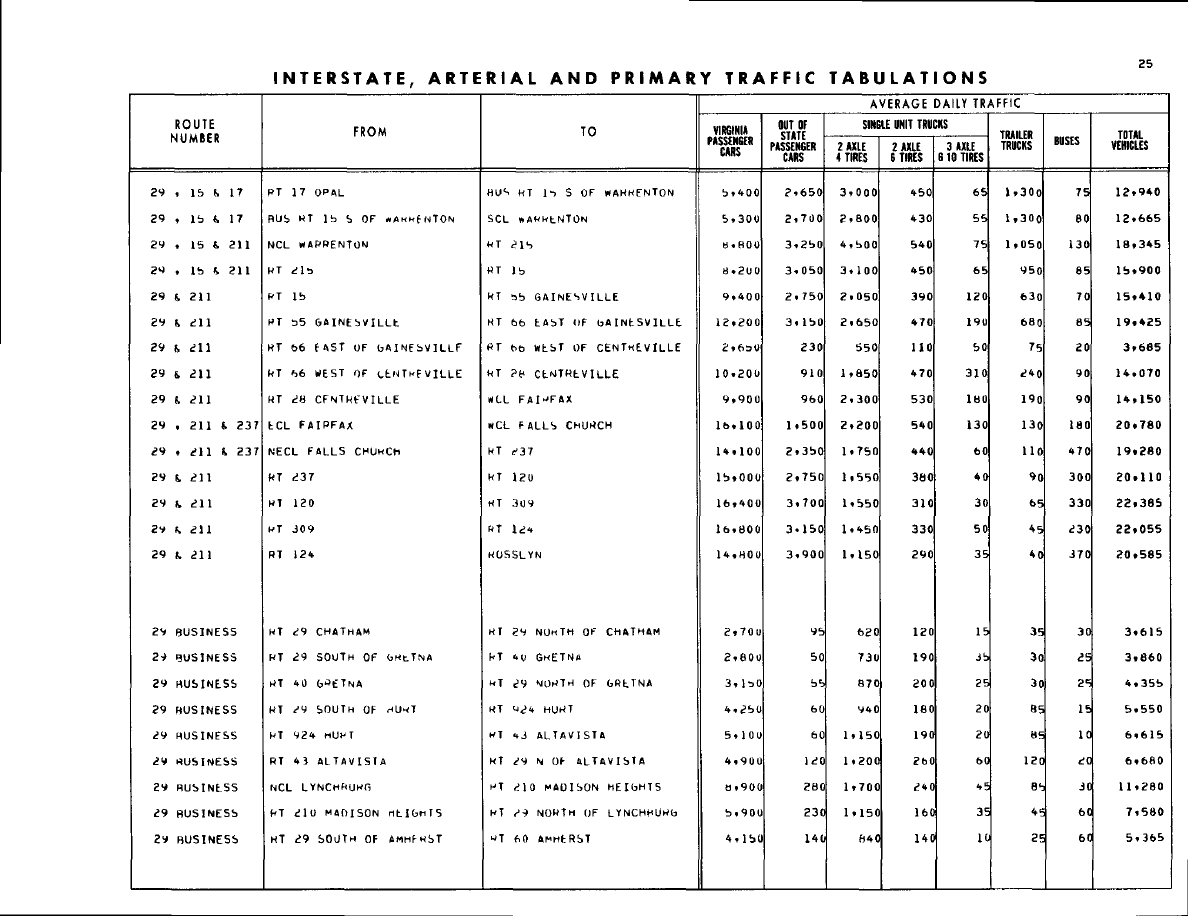 25
INTERSTATE, ARTERIAL AND PRIMARY TRAFFIC TABULATIONS
ROUTE NUMBER FROM TO AVERAGE DAILY TRAFFIC
VIRGINIA PASSENGER CARS OUT OF STATE PASSENGER CARS SINGLE UNIT TRUCKS 2 AXLE 4 TIRES 2 AXLE 6 TIRES 3 AXLE 6 10 TIRES TRAILER TRUCKS BUSES TOTAL VEHICLES
29 , 15 & 17 RT 17 OPAL BUS RT 15 S OF WARRENTON 5,400 2,650 3,000 450 65 1,300 75 12,940
29 , 15 & 17 BUS RT 15 S OF WARRENTON SCL WARRENTON 5,300 2,700 2,800 430 55 1,300 80 12,665
29 , 15 & 211 NCL WARRENTON RT 215 8,800 3,250 4,500 540 75 1,050 130 18,345
29 , 15 & 211 RT 215 RT 15 8,200 3,050 3,100 450 65 950 85 15,900
29 & 211 RT 15 RT 55 GAINESVILLE 9,400 2,750 2,050 390 120 630 70 15,410
29 & 211 RT 55 GAINESVILLE RT 66 EAST OF GAINESVILLE 12,200 3,150 2,650 470 190 680 85 19,425
29 & 211 RT 66 EAST OF GAINESVILLE RT 66 WEST OF CENTREVILLE 2,650 230 550 110 50 75 20 3,685
29 & 211 RT 66 WEST OF CENTREVILLE RT 28 CENTREVILLE 10,200 910 1,850 470 310 240 90 14,070
29 & 211 RT 28 CENTREVILLE WCL FAIRFAX 9,900 960 2,300 530 180 190 90 14,150
29 , 211 & 237 ECL FAIRFAX WCL FALLS CHURCH 16,100 1,500 2,200 540 130 130 180 20,780
29 , 211 & 237 NECL FALLS CHURCH RT 237 14,100 2,350 1,750 440 60 110 470 19,280
29 & 211 RT 237 RT 120 15,000 2,750 1,550 380 40 90 300 20,110
29 & 211 RT 120 RT 309 16,400 3,700 1,550 310 30 65 330 22,385
29 & 211 RT 309 RT 124 16,800 3,150 1,450 330 50 45 230 22,055
29 & 211 RT 124 ROSSLYN 14,800 3,900 1,150 290 35 40 370 20,585
29 BUSINESS RT 29 CHATHAM RT 29 NORTH OF CHATHAM 2,700 95 620 120 15 35 30 3,615
29 BUSINESS RT 29 SOUTH OF GRETNA RT 40 GRETNA 2,800 50 730 190 35 30 25 3,860
29 BUSINESS RT 40 GRETNA RT 29 NORTH OF GRETNA 3,150 55 870 200 25 30 25 4,355
29 BUSINESS RT 29 SOUTH OF HURT RT 924 HURT 4,250 60 940 180 20 85 15 5,550
29 BUSINESS RT 924 HURT RT 43 ALTAVISTA 5,100 60 1,150 190 20 85 10 6,615
29 BUSINESS RT 43 ALTAVISTA RT 29 N OF ALTAVISTA 4,900 120 1,200 260 60 120 20 6,680
29 BUSINESS NCL LYNCHBURG RT 210 MADISON HEIGHTS 8,900 280 1,700 240 45 85 30 11,280
29 BUSINESS RT 210 MADISON HEIGHTS RT 29 NORTH OF LYNCHBURG 5,900 230 1,150 160 35 45 60 7,580
29 BUSINESS RT 29 SOUTH OF AMHERST RT 60 AMHERST 4,150 140 840 140 10 25 60 5,365